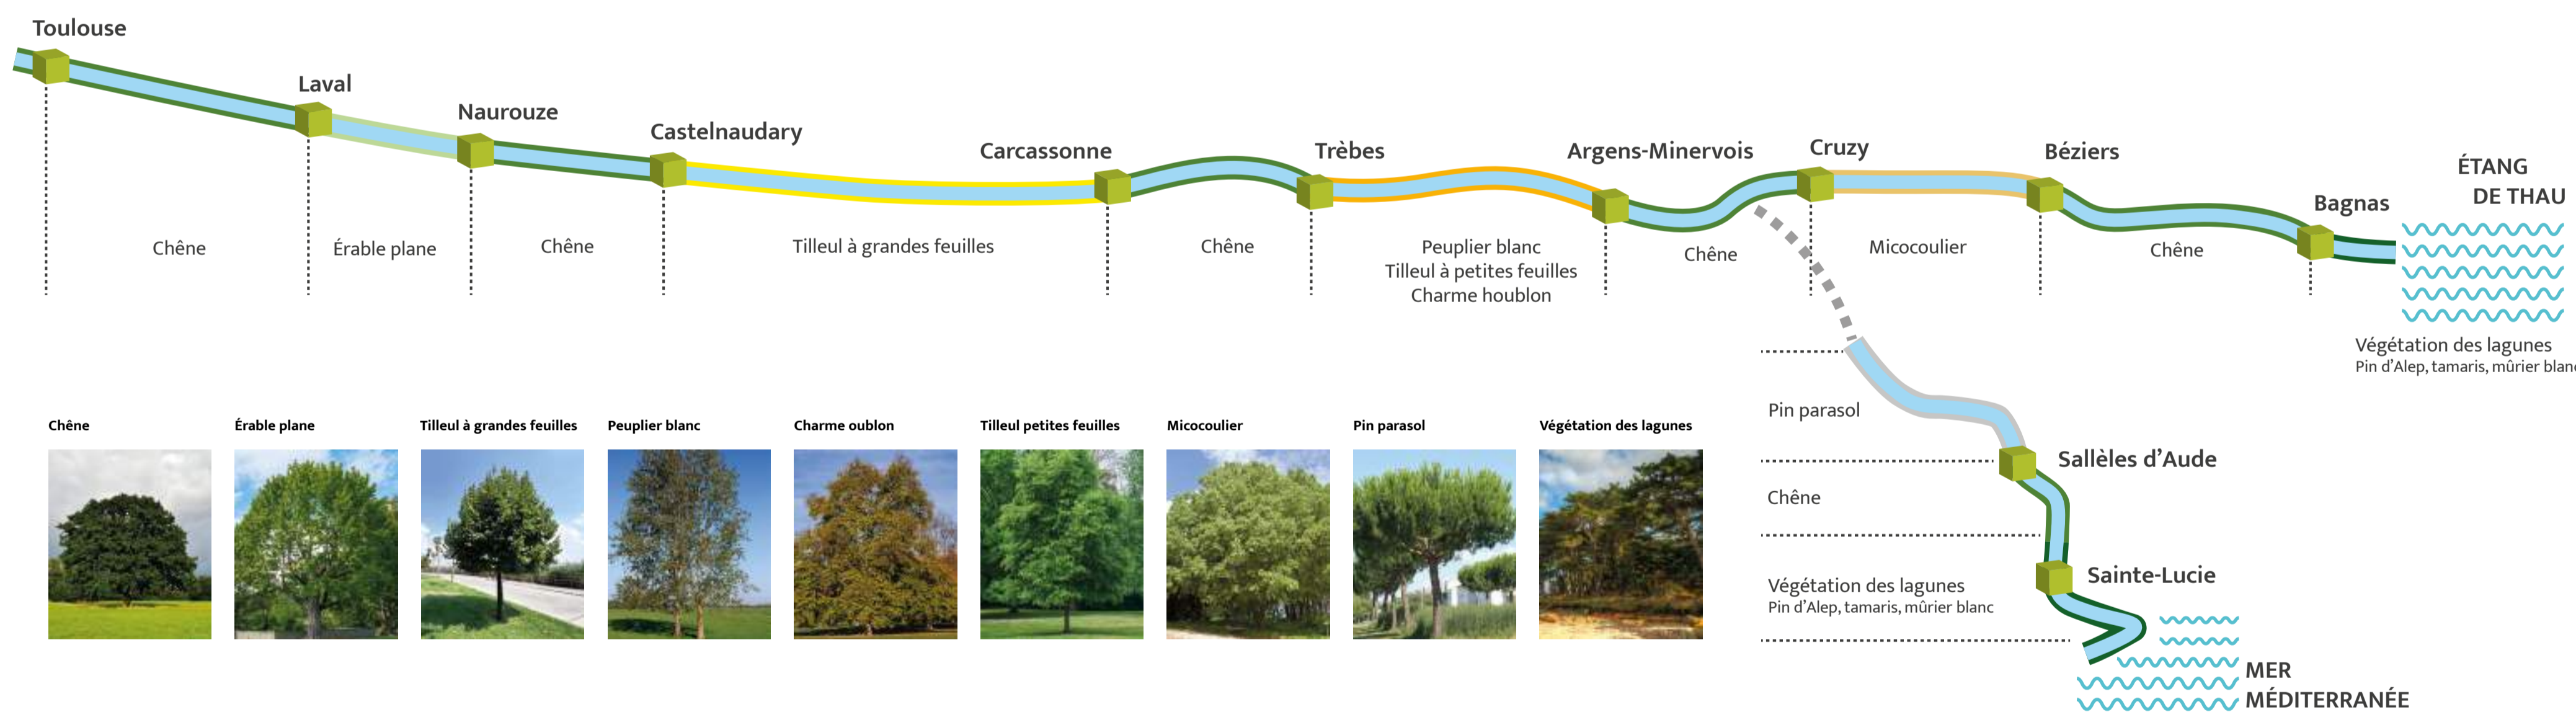 Toulouse
Laval
Naurouze
Castelnaudary
Carcassonne
Trèbes
Argens-Minervois
Cruzy
Béziers
Bagnas
ÉTANG
DE THAU
Chêne
Érable plane
Chêne
Tilleul à grandes feuilles
Chêne
Peuplier blanc
Tilleul à petites feuilles
Charme houblon
Chêne
Micocoulier
Chêne
Végétation des lagunes
Pin d'Alep, tamaris, mûrier blanc
Pin parasol
Sallèles d'Aude
Chêne
Sainte-Lucie
Végétation des lagunes
Pin d'Alep, tamaris, mûrier blanc
MER
MÉDITERRANÉE
Chêne
Érable plane
Tilleul à grandes feuilles
Peuplier blanc
Charme oublon
Tilleul petites feuilles
Micocoulier
Pin parasol
Végétation des lagunes